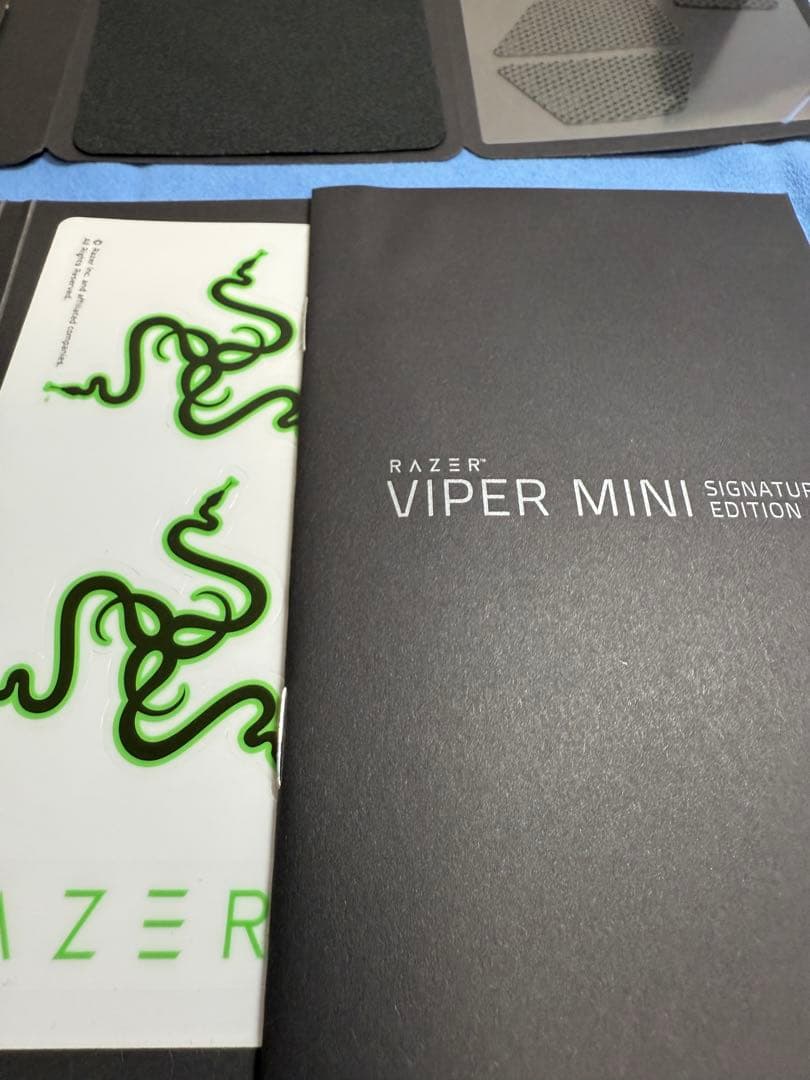 © Razer Inc. and affiliated companies.
All Rights Reserved.
RAZER™
VIPER MINI
SIGNATUR
EDITION
AZER